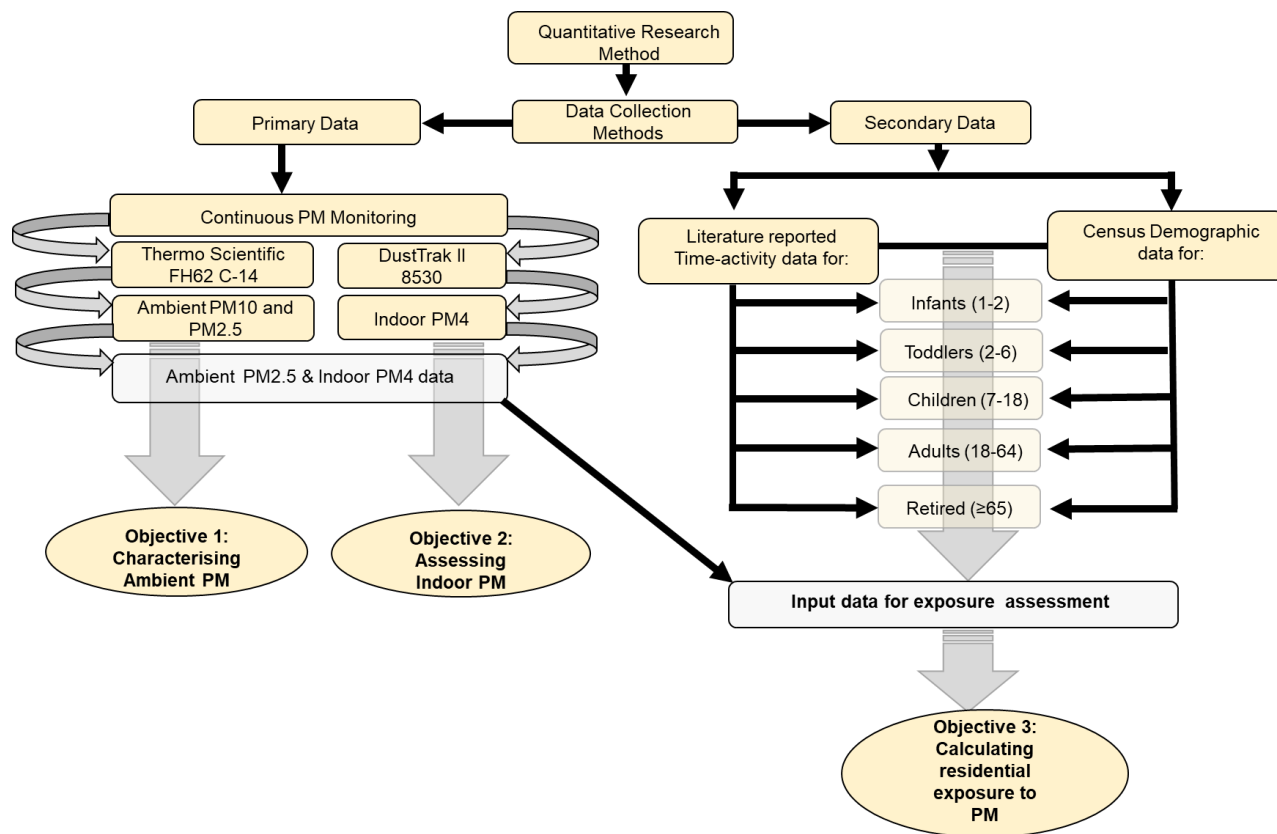 Quantitative Research
Method
Data Collection
Methods
Primary Data
Secondary Data
Continuous PM Monitoring
Thermo Scientific
FH62 C-14
DustTrak II
8530
Ambient PM10 and
PM2.5
Indoor PM4
Ambient PM2.5 & Indoor PM4 data
Objective 1:
Characterising
Ambient PM
Objective 2:
Assessing
Indoor PM
Literature reported
Time-activity data for:
Census Demographic
data for:
Infants (1-2)
Toddlers (2-6)
Children (7-18)
Adults (18-64)
Retired (≥65)
Input data for exposure assessment
Objective 3:
Calculating
residential
exposure to
PM